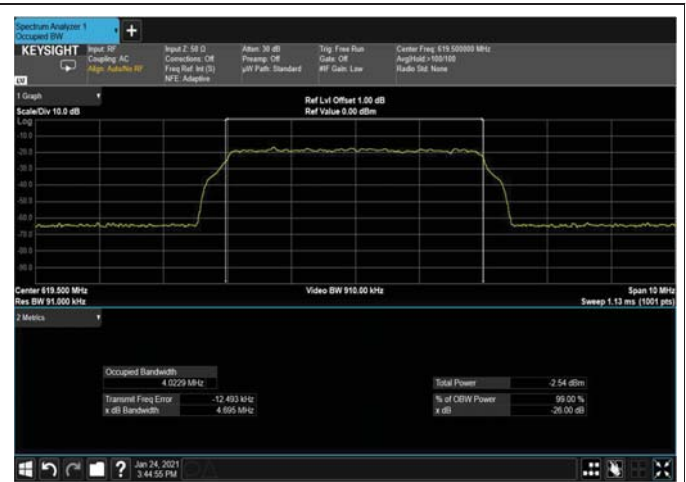 Spectrum Analyzer 1
Occupied BW
KEYSIGHT
Input: RF
Coupling: AC
Align: Auto/No RF
Input Z: 50 Ω
Corrections: Off
Freq Ref: Int (S)
NFE: Adaptive
Atten: 30 dB
Preamp: Off
µW Path: Standard
Trig: Free Run
Gate: Off
#IF Gain: Low
Center Freq: 619.500000 MHz
Avg|Hold:>100/100
Radio Std: None
1 Graph
Scale/Div 10.0 dB
Ref Lvl Offset 1.00 dB
Ref Value 0.00 dBm
Log
-10.0
-20.0
-30.0
-40.0
-50.0
-60.0
-70.0
-80.0
-90.0
Center 619.500 MHz
Res BW 91.000 kHz
Video BW 910.00 kHz
Span 10 MHz
Sweep 1.13 ms (1001 pts)
2 Metrics
Occupied Bandwidth
4.0229 MHz
Transmit Freq Error -12.493 kHz
x dB Bandwidth 4.695 MHz
Total Power -2.54 dBm
% of OBW Power 99.00 %
x dB -26.00 dB
Jan 24, 2021
3:44:55 PM